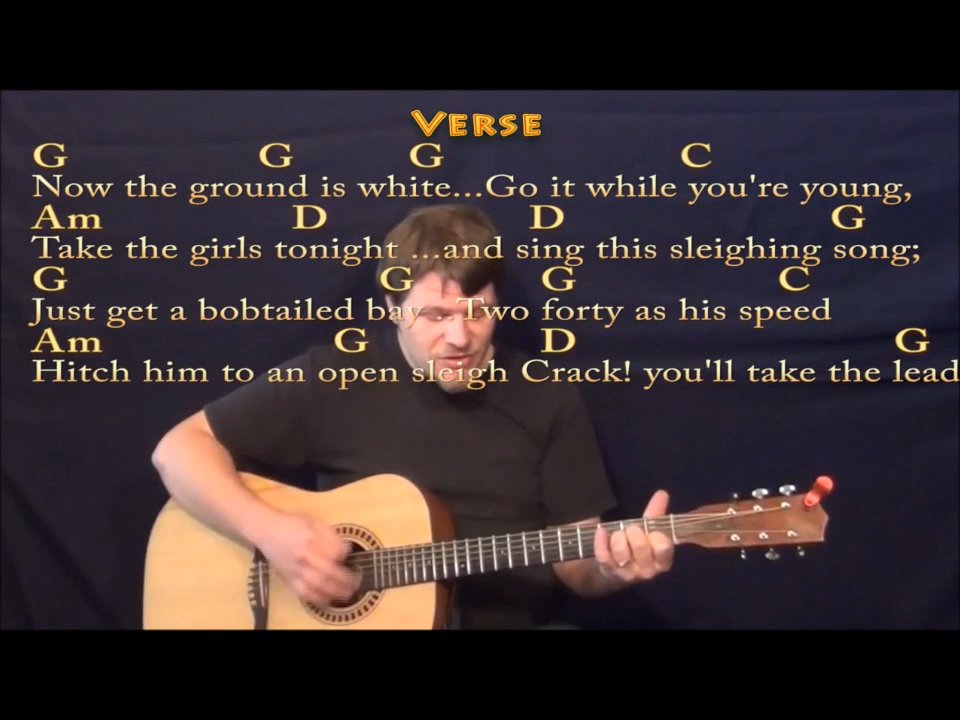 VERSE
G G G C
Now the ground is white...Go it while you're young,
Am D D G
Take the girls tonight ...and sing this sleighing song;
G G G C
Just get a bobtailed bay . Two forty as his speed
Am G D G
Hitch him to an open sleigh Crack! you'll take the lead